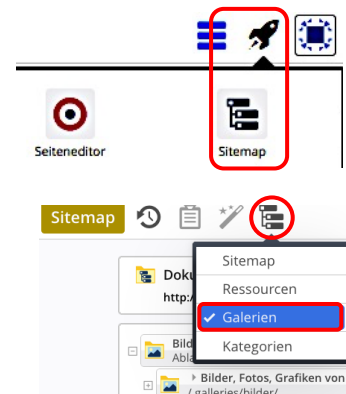 Seiteneditor
Sitemap
Sitemap
Sitemap
Doku
http:/
Ressourcen
Galerien
Bild
Abla
Kategorien
Bilder, Fotos, Grafiken von
/ galleries/bilder/